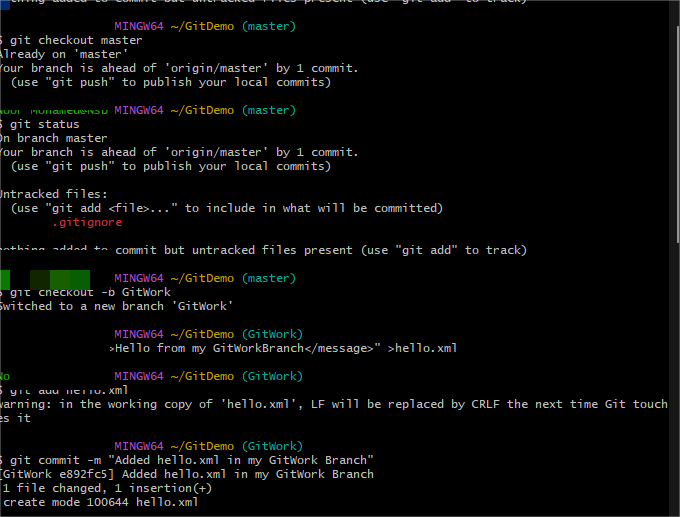 nothing added to commit but untracked files present (use "git add" to track)
MINGW64 ~/GitDemo (master)
$ git checkout master
Already on 'master'
Your branch is ahead of 'origin/master' by 1 commit.
(use "git push" to publish your local commits)
MINGW64 ~/GitDemo (master)
$ git status
On branch master
Your branch is ahead of 'origin/master' by 1 commit.
(use "git push" to publish your local commits)
Untracked files:
(use "git add <file>..." to include in what will be committed)
.gitignore
nothing added to commit but untracked files present (use "git add" to track)
MINGW64 ~/GitDemo (master)
$ git checkout -b GitWork
Switched to a new branch 'GitWork'
MINGW64 ~/GitDemo (GitWork)
>Hello from my GitWorkBranch</message>" >hello.xml
No MINGW64 ~/GitDemo (GitWork)
$ git add hello.xml
warning: in the working copy of 'hello.xml', LF will be replaced by CRLF the next time Git touch
es it
MINGW64 ~/GitDemo (GitWork)
$ git commit -m "Added hello.xml in my GitWork Branch"
[GitWork e892fc5] Added hello.xml in my GitWork Branch
1 file changed, 1 insertion(+)
create mode 100644 hello.xml